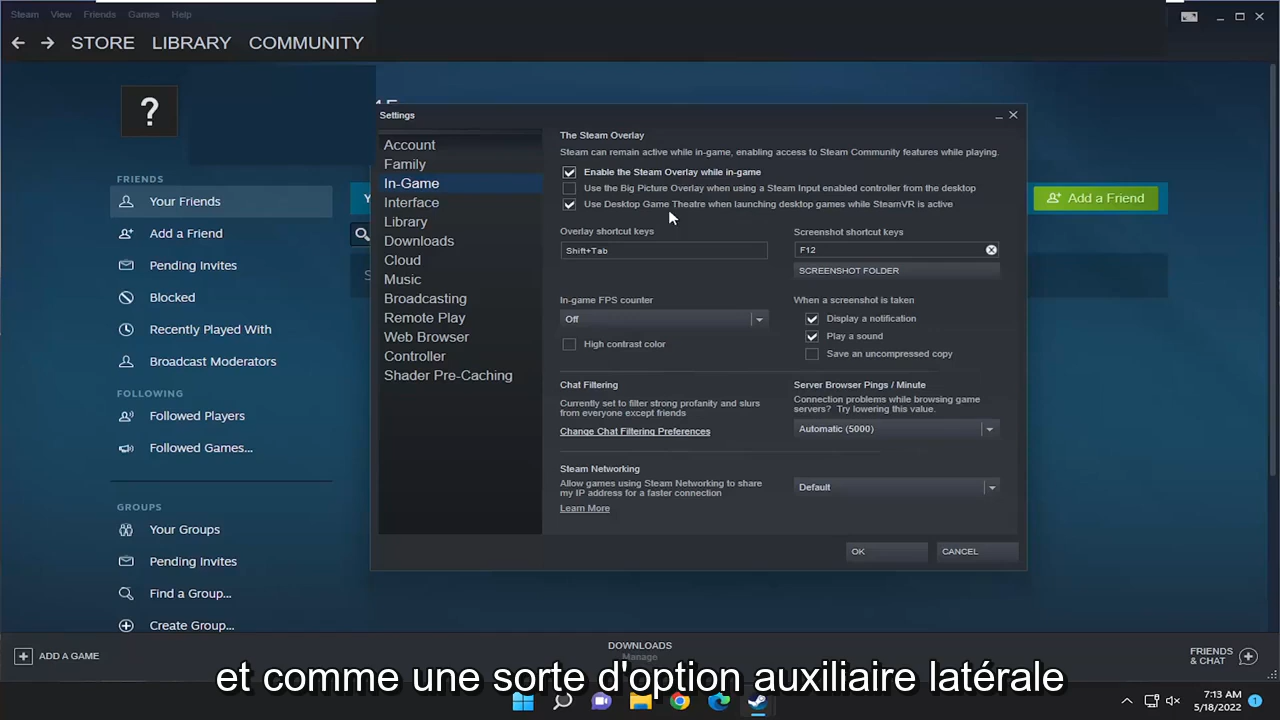 Steam View Friends Games Help
STORE LIBRARY COMMUNITY
?
FRIENDS
Your Friends
Add a Friend
Pending Invites
Blocked
Recently Played With
Broadcast Moderators
FOLLOWING
Followed Players
Followed Games...
GROUPS
Your Groups
Pending Invites
Find a Group...
Create Group...
Add a Friend
Settings
Account
Family
In-Game
Interface
Library
Downloads
Cloud
Music
Broadcasting
Remote Play
Web Browser
Controller
Shader Pre-Caching
The Steam Overlay
Steam can remain active while in-game, enabling access to Steam Community features while playing.
Enable the Steam Overlay while in-game
Use the Big Picture Overlay when using a Steam Input enabled controller from the desktop
Use Desktop Game Theatre when launching desktop games while SteamVR is active
Overlay shortcut keys
Shift+Tab
Screenshot shortcut keys
F12
SCREENSHOT FOLDER
In-game FPS counter
Off
High contrast color
When a screenshot is taken
Display a notification
Play a sound
Save an uncompressed copy
Chat Filtering
Currently set to filter strong profanity and slurs
from everyone except friends
Change Chat Filtering Preferences
Server Browser Pings / Minute
Connection problems while browsing game
servers? Try lowering this value.
Automatic (5000)
Steam Networking
Allow games using Steam Networking to share
my IP address for a faster connection
Learn More
Default
OK CANCEL
ADD A GAME
DOWNLOADS
Manage
FRIENDS
& CHAT
et comme une sorte d'option auxiliaire latérale
7:13 AM
5/18/2022
1